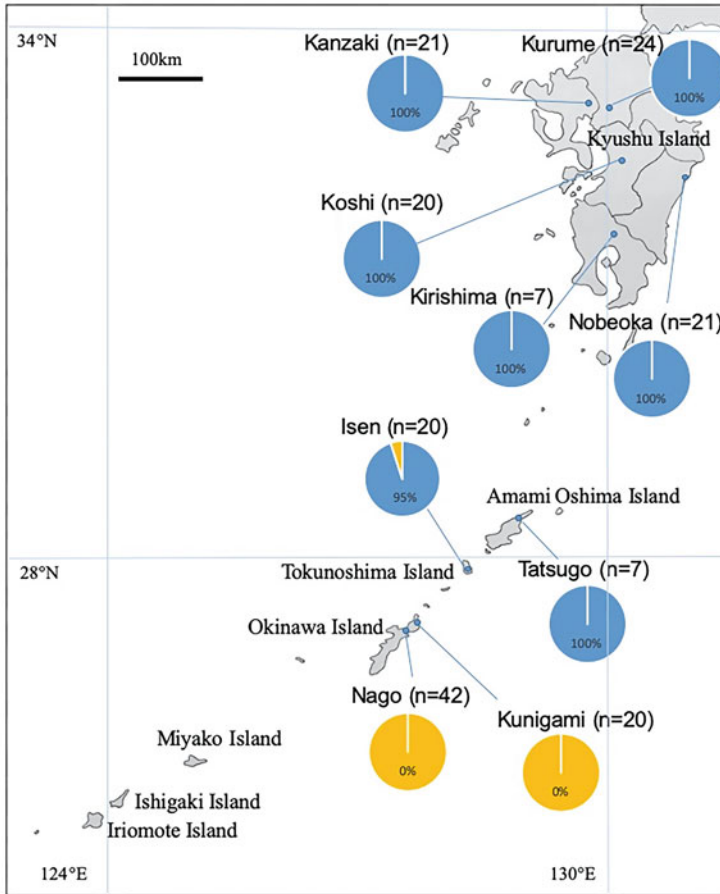 34°N
Kanzaki (n=21)
Kurume (n=24)
100km
100%
100%
Kyushu Island
Koshi (n=20)
100%
Kirishima (n=7)
Nobeoka (n=21)
100%
100%
Isen (n=20)
95%
Amami Oshima Island
28°N
Tokunoshima Island
Tatsugo (n=7)
100%
Okinawa Island
Nago (n=42)
Kunigami (n=20)
0%
0%
Miyako Island
Ishigaki Island
Iriomote Island
124°E
130°E